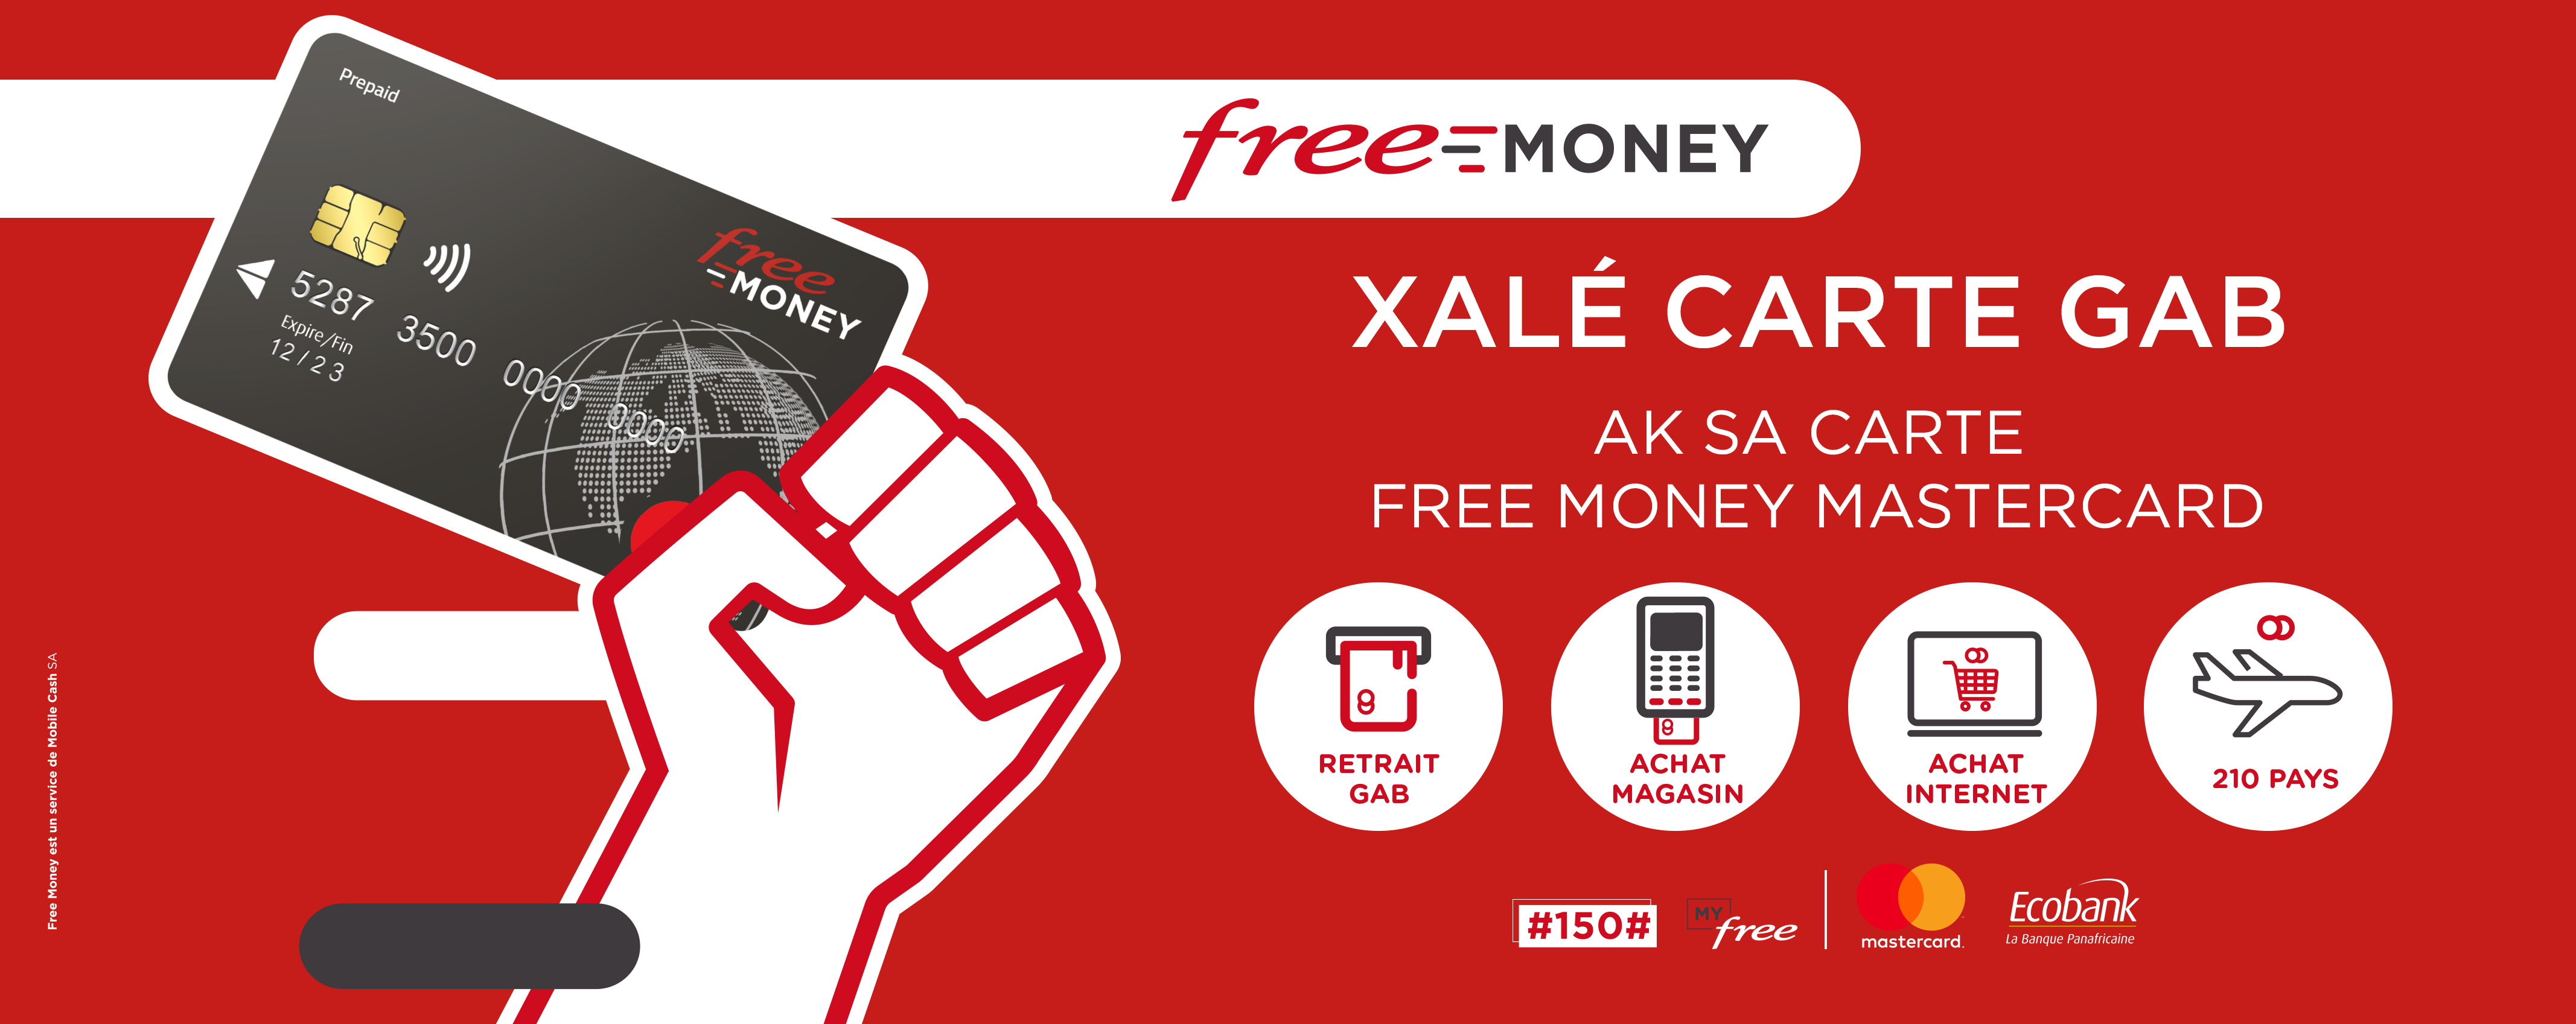 Prepaid
free MONEY
5287 3500 0000 0000
Expire/Fin
12/23
free MONEY
XALÉ CARTE GAB
AK SA CARTE
FREE MONEY MASTERCARD
RETRAIT
GAB
ACHAT
MAGASIN
ACHAT
INTERNET
210 PAYS
#150#
MY free
mastercard.
Ecobank
La Banque Panafricaine
Free Money est un service de Mobile Cash SA